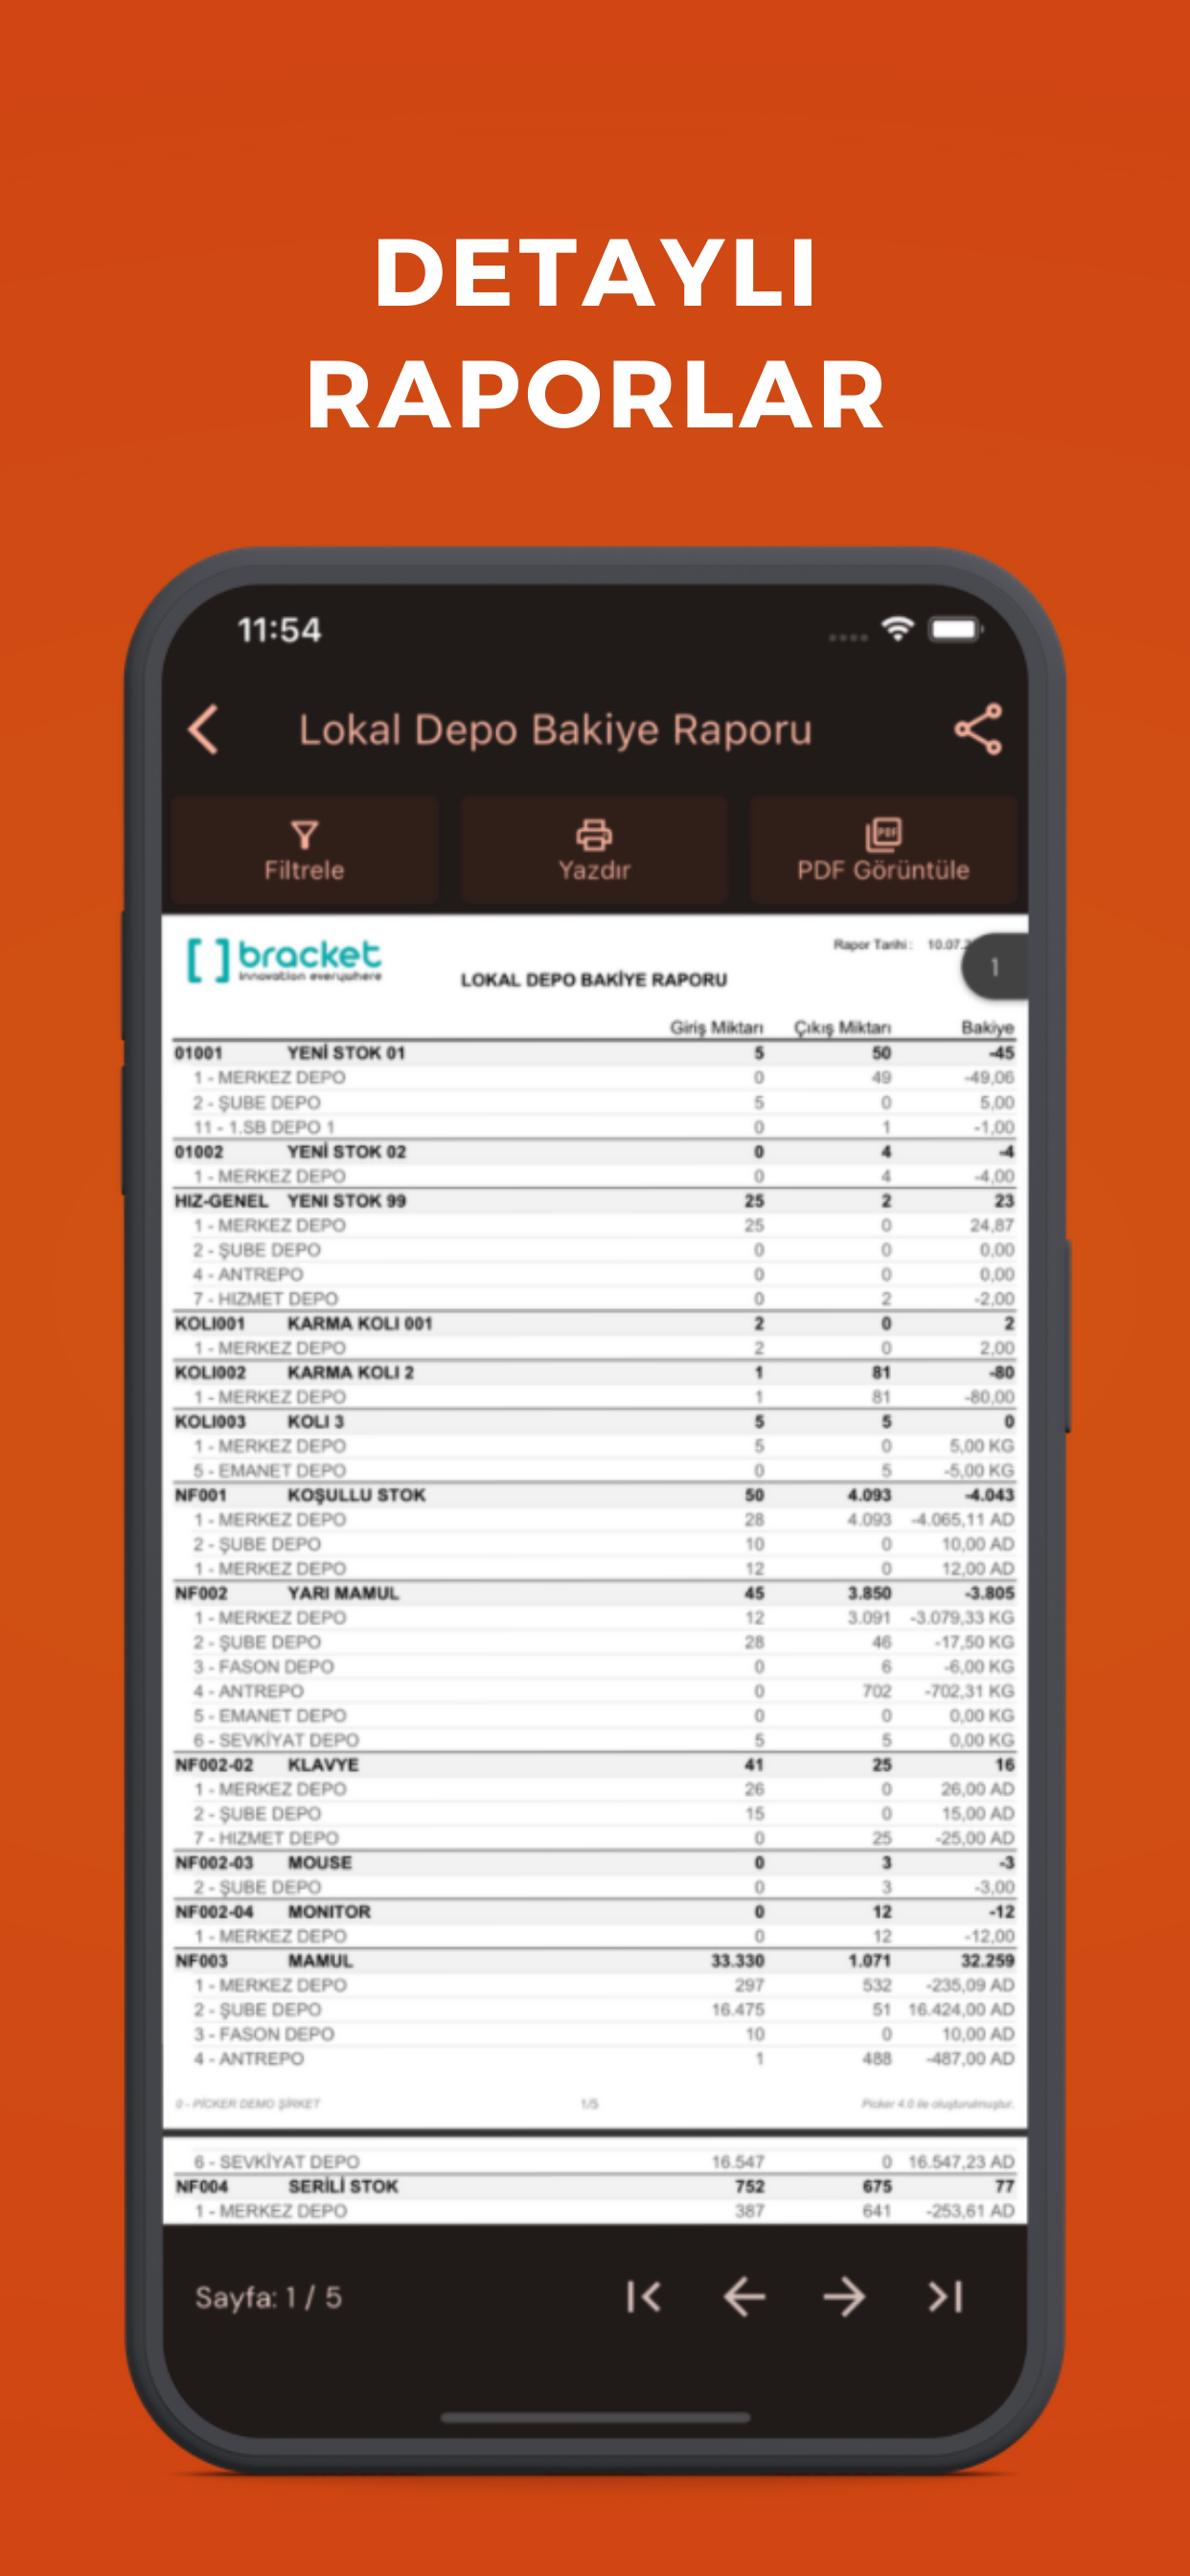 DETAYLI
RAPORLAR
11:54
Lokal Depo Bakiye Raporu
Filtrele Yazdır PDF Görüntüle
[ ] bracket
innovation everywhere
Rapor Tarihi : 10.07.
1
LOKAL DEPO BAKİYE RAPORU
Giriş Miktarı Çıkış Miktarı Bakiye
01001 YENİ STOK 01 5 50 -45
1 - MERKEZ DEPO 0 49 -49,06
2 - ŞUBE DEPO 5 0 5,00
11 - 1.SB DEPO 1 0 1 -1,00
01002 YENİ STOK 02 0 4 -4
1 - MERKEZ DEPO 0 4 -4,00
HIZ-GENEL YENI STOK 99 25 2 23
1 - MERKEZ DEPO 25 0 24,87
2 - ŞUBE DEPO 0 0 0,00
4 - ANTREPO 0 0 0,00
7 - HIZMET DEPO 0 2 -2,00
KOLI001 KARMA KOLI 001 2 0 2
1 - MERKEZ DEPO 2 0 2,00
KOLI002 KARMA KOLI 2 1 81 -80
1 - MERKEZ DEPO 1 81 -80,00
KOLI003 KOLI 3 5 5 0
1 - MERKEZ DEPO 5 0 5,00 KG
5 - EMANET DEPO 0 5 -5,00 KG
NF001 KOŞULLU STOK 50 4.093 -4.043
1 - MERKEZ DEPO 28 4.093 -4.065,11 AD
2 - ŞUBE DEPO 10 0 10,00 AD
1 - MERKEZ DEPO 12 0 12,00 AD
NF002 YARI MAMUL 45 3.850 -3.805
1 - MERKEZ DEPO 12 3.091 -3.079,33 KG
2 - ŞUBE DEPO 28 46 -17,50 KG
3 - FASON DEPO 0 6 -6,00 KG
4 - ANTREPO 0 702 -702,31 KG
5 - EMANET DEPO 0 0 0,00 KG
6 - SEVKİYAT DEPO 5 5 0,00 KG
NF002-02 KLAVYE 41 25 16
1 - MERKEZ DEPO 26 0 26,00 AD
2 - ŞUBE DEPO 15 0 15,00 AD
7 - HIZMET DEPO 0 25 -25,00 AD
NF002-03 MOUSE 0 3 -3
2 - ŞUBE DEPO 0 3 -3,00
NF002-04 MONITOR 0 12 -12
1 - MERKEZ DEPO 0 12 -12,00
NF003 MAMUL 33.330 1.071 32.259
1 - MERKEZ DEPO 297 532 -235,09 AD
2 - ŞUBE DEPO 16.475 51 16.424,00 AD
3 - FASON DEPO 10 0 10,00 AD
4 - ANTREPO 1 488 -487,00 AD
0 - PİCKER DEMO ŞİRKET 1/5 Picker 4.0 ile oluşturulmuştur.
6 - SEVKİYAT DEPO 16.547 0 16.547,23 AD
NF004 SERİLİ STOK 752 675 77
1 - MERKEZ DEPO 387 641 -253,61 AD
Sayfa: 1 / 5